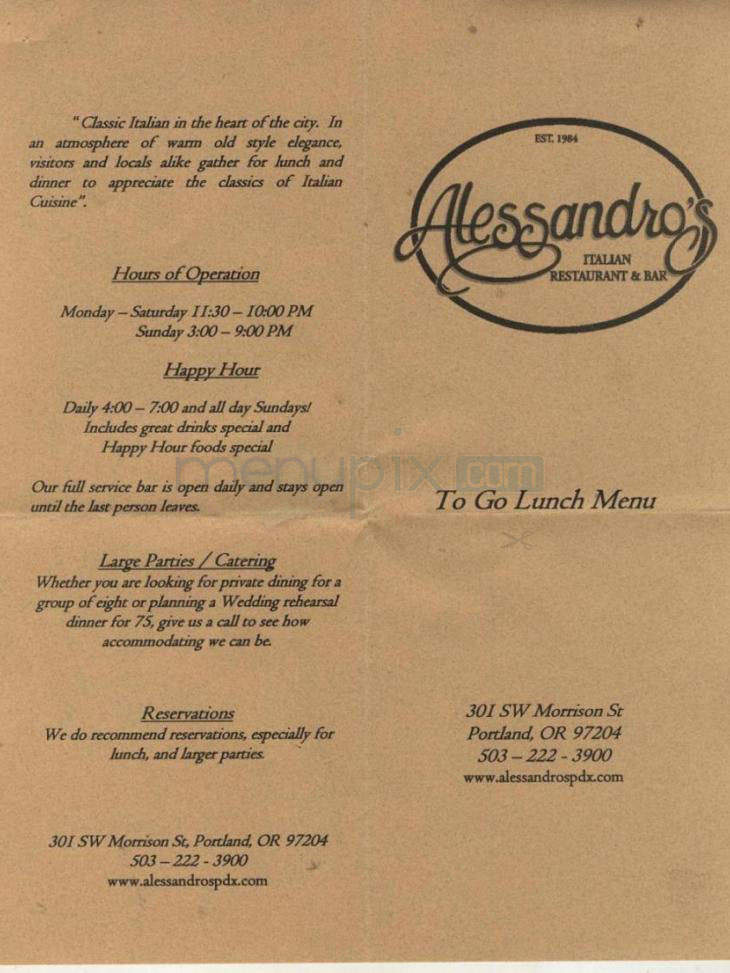 "Classic Italian in the heart of the city. In
an atmosphere of warm old style elegance,
visitors and locals alike gather for lunch and
dinner to appreciate the classics of Italian
Cuisine".
Hours of Operation
Monday – Saturday 11:30 – 10:00 PM
Sunday 3:00 – 9:00 PM
Happy Hour
Daily 4:00 – 7:00 and all day Sundays!
Includes great drinks special and
Happy Hour foods special
Our full service bar is open daily and stays open
until the last person leaves.
Large Parties / Catering
Whether you are looking for private dining for a
group of eight or planning a Wedding rehearsal
dinner for 75, give us a call to see how
accommodating we can be.
Reservations
We do recommend reservations, especially for
lunch, and larger parties.
301 SW Morrison St, Portland, OR 97204
503 – 222 - 3900
www.alessandrospdx.com
EST. 1984
Alessandro's
ITALIAN
RESTAURANT & BAR
To Go Lunch Menu
301 SW Morrison St
Portland, OR 97204
503 – 222 - 3900
www.alessandrospdx.com
menupix.com